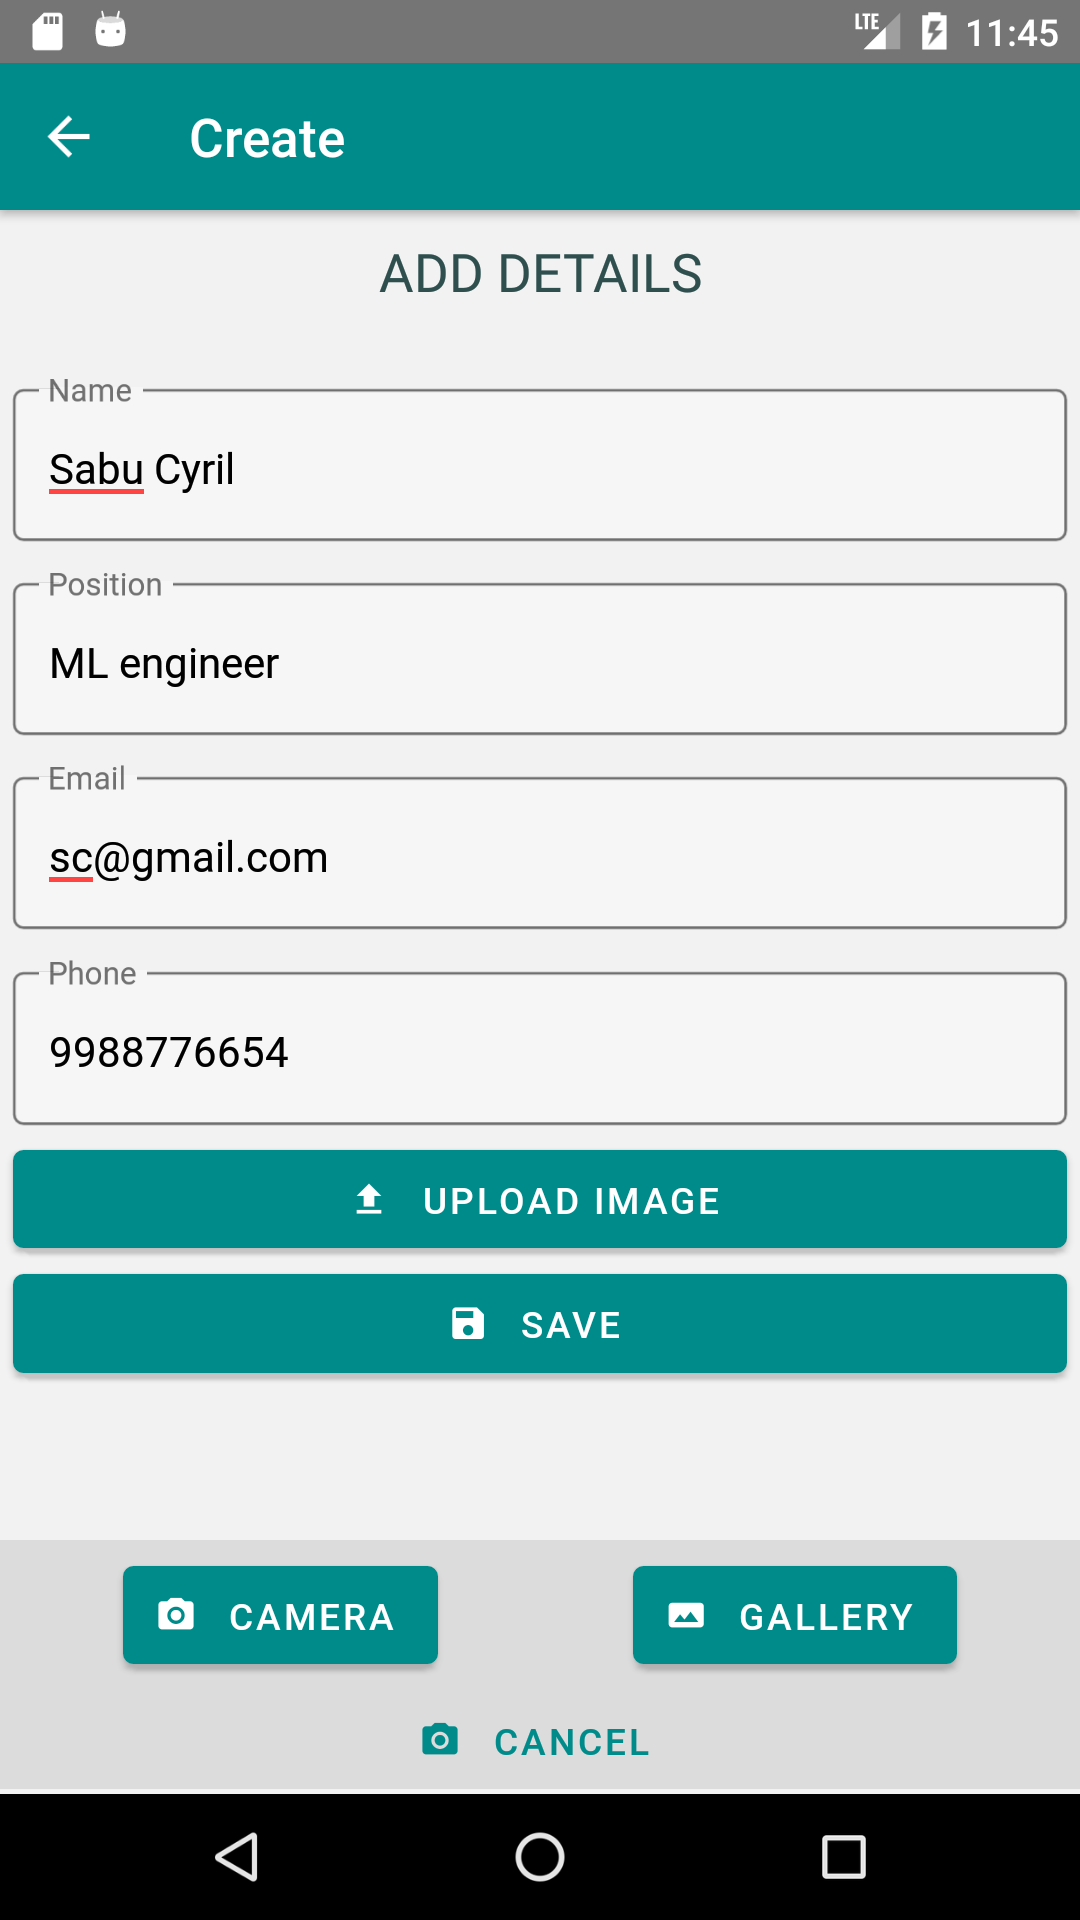 LTE 11:45
Create
ADD DETAILS
Name
Sabu Cyril
Position
ML engineer
Email
sc@gmail.com
Phone
9988776654
UPLOAD IMAGE
SAVE
CAMERA GALLERY
CANCEL